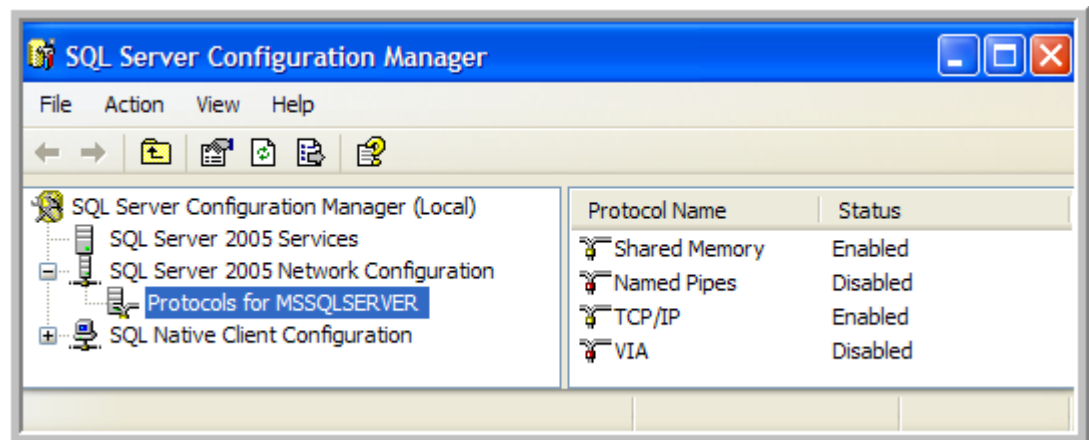 SQL Server Configuration Manager
File Action View Help
SQL Server Configuration Manager (Local)
SQL Server 2005 Services
SQL Server 2005 Network Configuration
Protocols for MSSQLSERVER
SQL Native Client Configuration
Protocol Name Status
Shared Memory Enabled
Named Pipes Disabled
TCP/IP Enabled
VIA Disabled